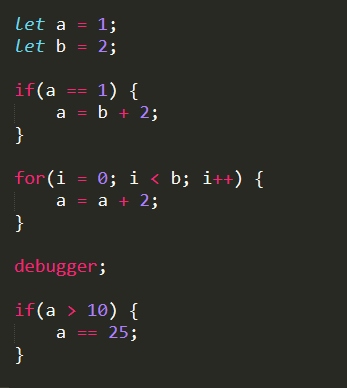 let a = 1;
let b = 2;
if(a == 1) {
    a = b + 2;
}
for(i = 0; i < b; i++) {
    a = a + 2;
}
debugger;
if(a > 10) {
    a == 25;
}